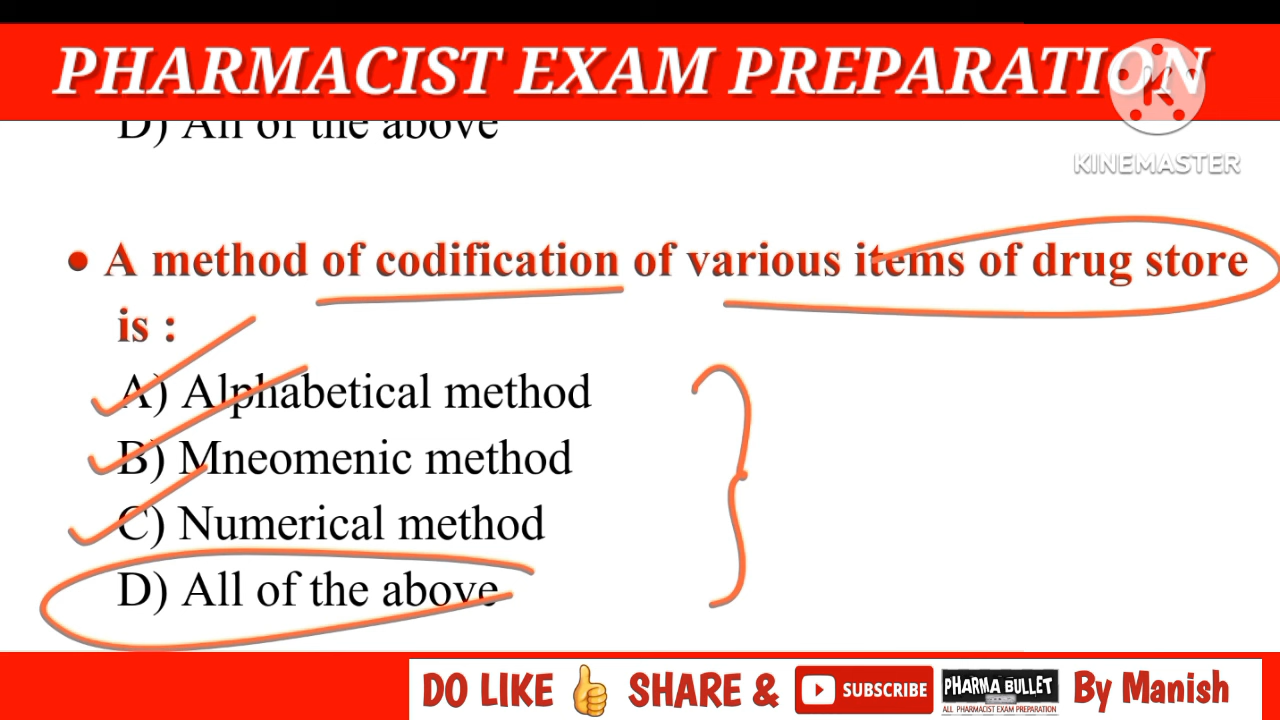 PHARMACIST EXAM PREPARATION
D) All of the above
KINEMASTER
• A method of codification of various items of drug store
is :
A) Alphabetical method
B) Mneomenic method
C) Numerical method
D) All of the above
DO LIKE SHARE & SUBSCRIBE PHARMA BULLET By Manish
ALL PHARMACIST EXAM PREPARATION